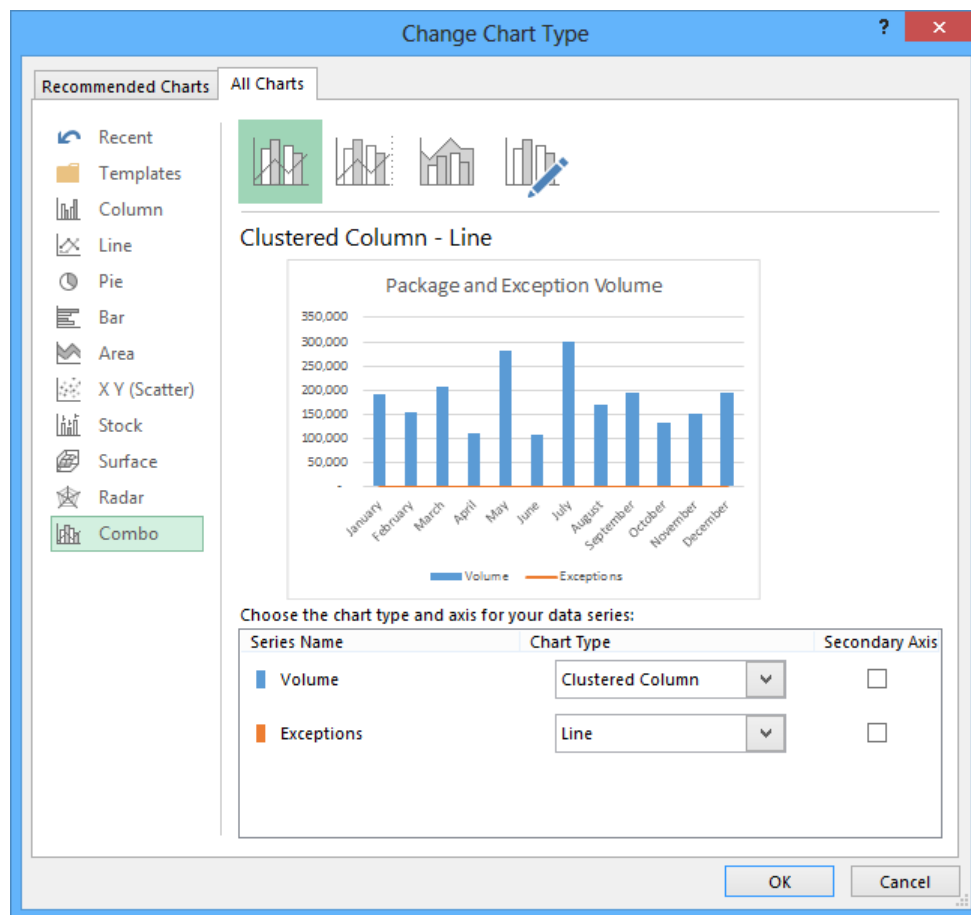 Change Chart Type
? ×
Recommended Charts All Charts
Recent
Templates
Column
Line
Pie
Bar
Area
X Y (Scatter)
Stock
Surface
Radar
Combo
Clustered Column - Line
Package and Exception Volume
350,000
300,000
250,000
200,000
150,000
100,000
50,000
-
January February March April May June July August September October November December
Volume Exceptions
Choose the chart type and axis for your data series:
Series Name Chart Type Secondary Axis
Volume Clustered Column
Exceptions Line
OK Cancel